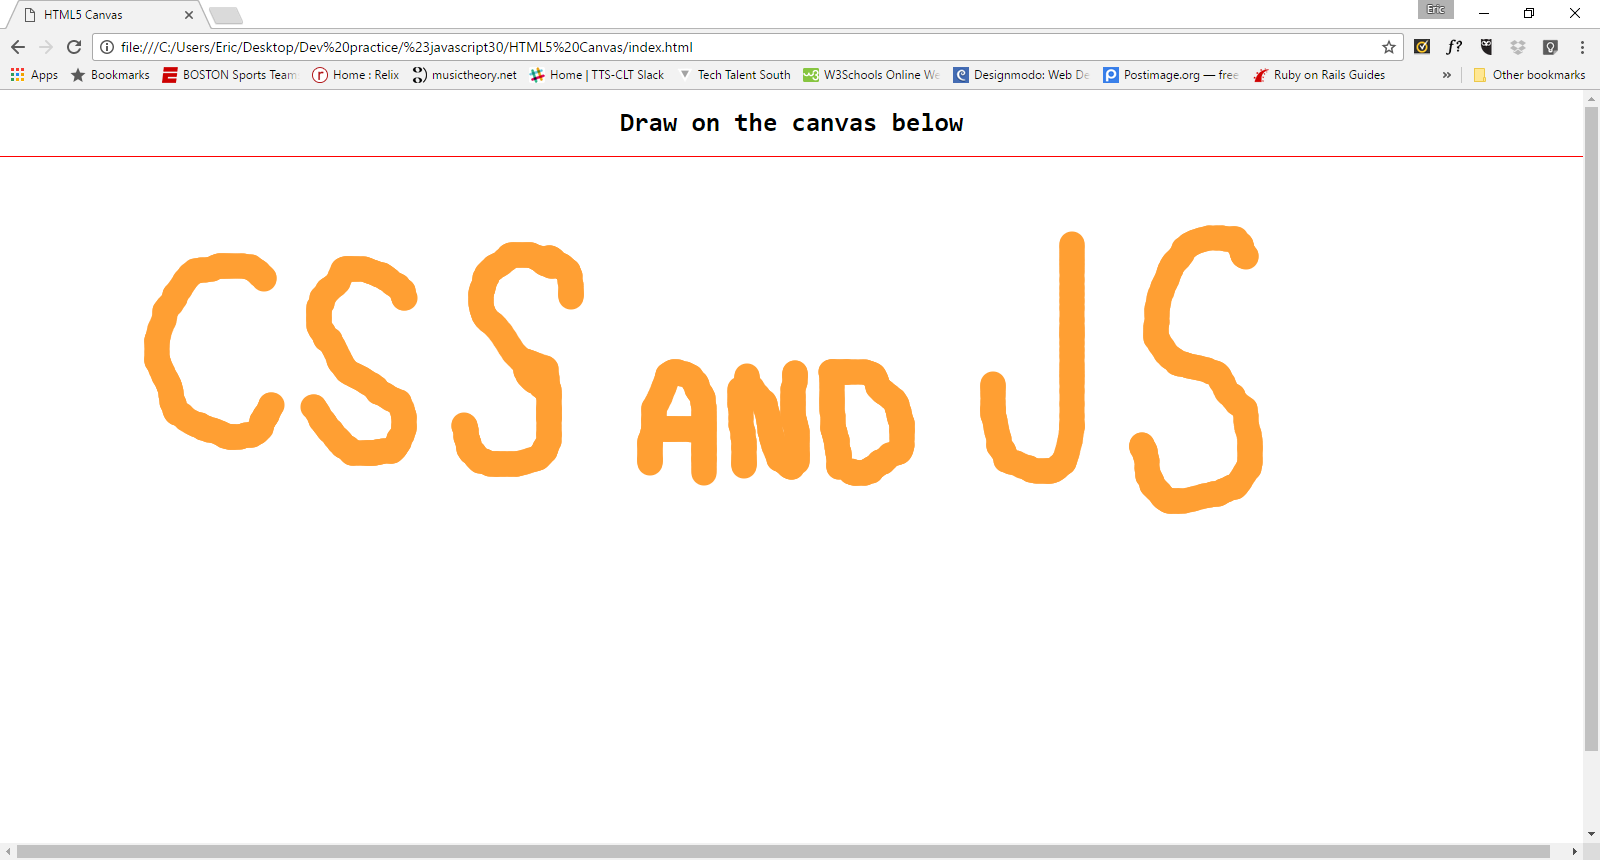 HTML5 Canvas
Eric
file:///C:/Users/Eric/Desktop/Dev%20practice/%23javascript30/HTML5%20Canvas/index.html
f?
Apps Bookmarks BOSTON Sports Team Home : Relix musictheory.net Home | TTS-CLT Slack Tech Talent South W3Schools Online We Designmodo: Web De Postimage.org — free Ruby on Rails Guides » Other bookmarks
Draw on the canvas below
CSS AND JS